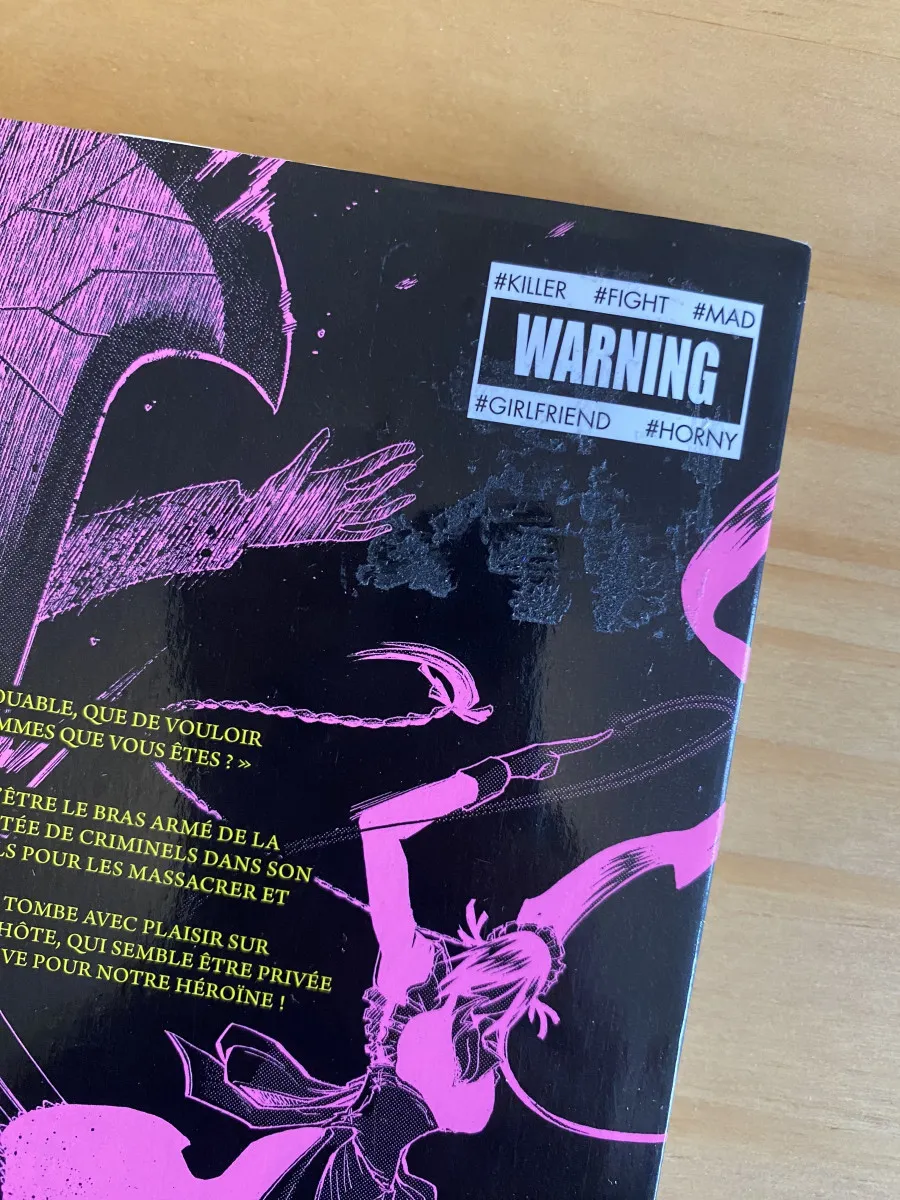 #KILLER #FIGHT #MAD
WARNING
#GIRLFRIEND #HORNY
OUABLE, QUE DE VOULOIR
MMES QUE VOUS ÊTES ? »
'ÊTRE LE BRAS ARMÉ DE LA
TÉE DE CRIMINELS DANS SON
LS POUR LES MASSACRER ET
TOMBE AVEC PLAISIR SUR
HÔTE, QUI SEMBLE ÊTRE PRIVÉE
VE POUR NOTRE HÉROÏNE !